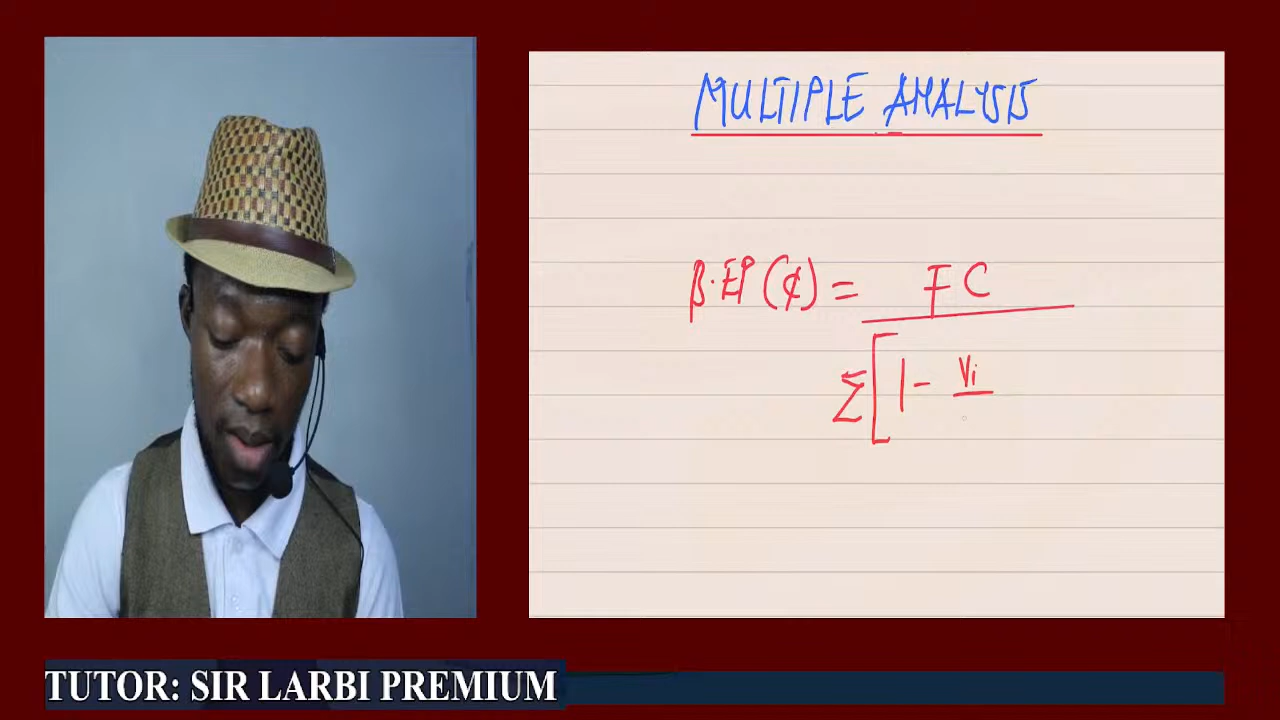 MULTIPLE ANALYSIS
B.EP(₵) = FC
Σ[1 - Vi
TUTOR: SIR LARBI PREMIUM